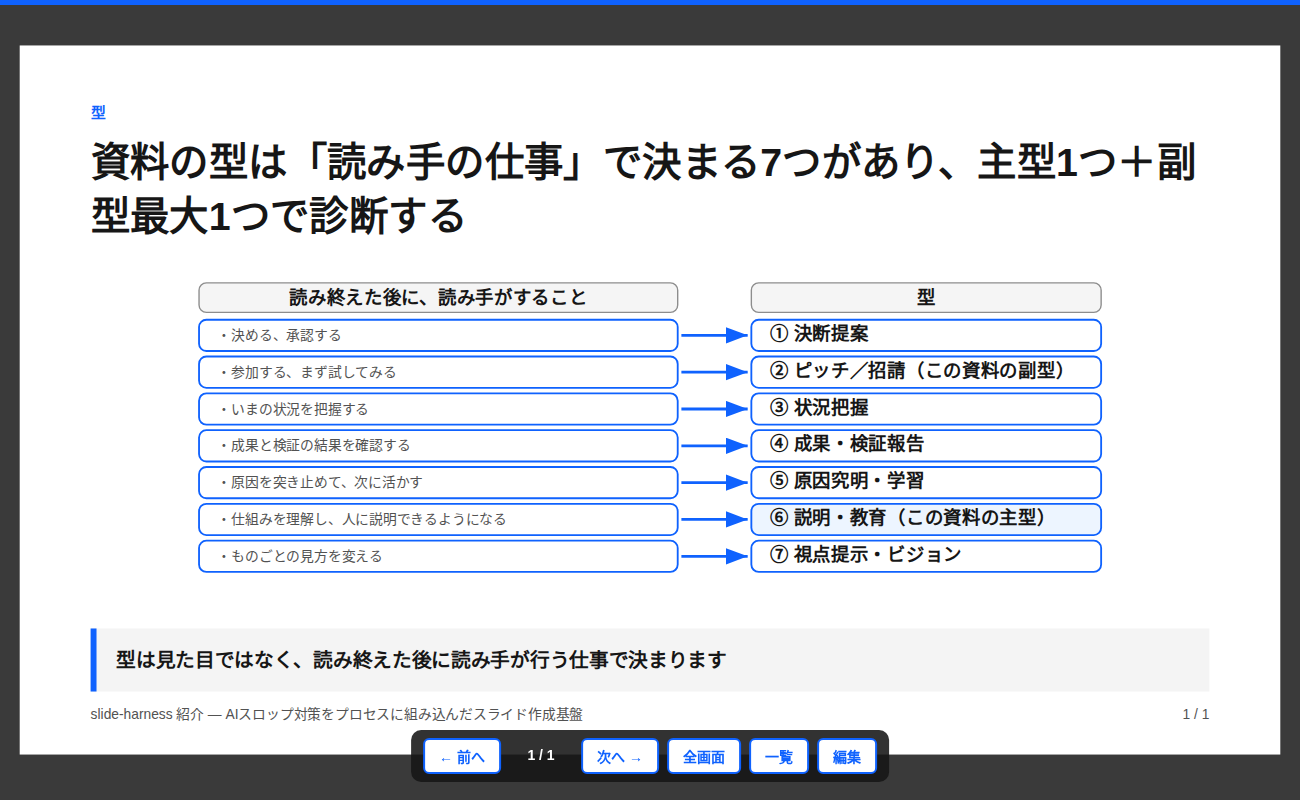 型
資料の型は「読み手の仕事」で決まる7つがあり、主型1つ＋副
型最大1つで診断する
読み終えた後に、読み手がすること
型
・決める、承認する
① 決断提案
・参加する、まず試してみる
② ピッチ／招請（この資料の副型）
・いまの状況を把握する
③ 状況把握
・成果と検証の結果を確認する
④ 成果・検証報告
・原因を突き止めて、次に活かす
⑤ 原因究明・学習
・仕組みを理解し、人に説明できるようになる
⑥ 説明・教育（この資料の主型）
・ものごとの見方を変える
⑦ 視点提示・ビジョン
型は見た目ではなく、読み終えた後に読み手が行う仕事で決まります
slide-harness 紹介 — AIスロップ対策をプロセスに組み込んだスライド作成基盤
1 / 1
← 前へ
1 / 1
次へ →
全画面
一覧
編集